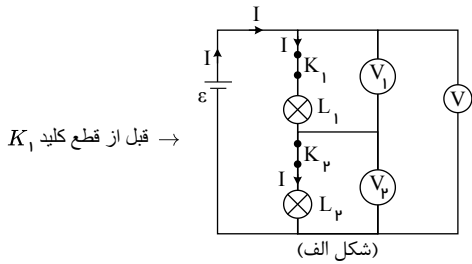 I
I
I
K۱
V۱
V
ε
L۱
قبل از قطع کلید K۱ →
K۲
I
V۲
L۲
(شکل الف)